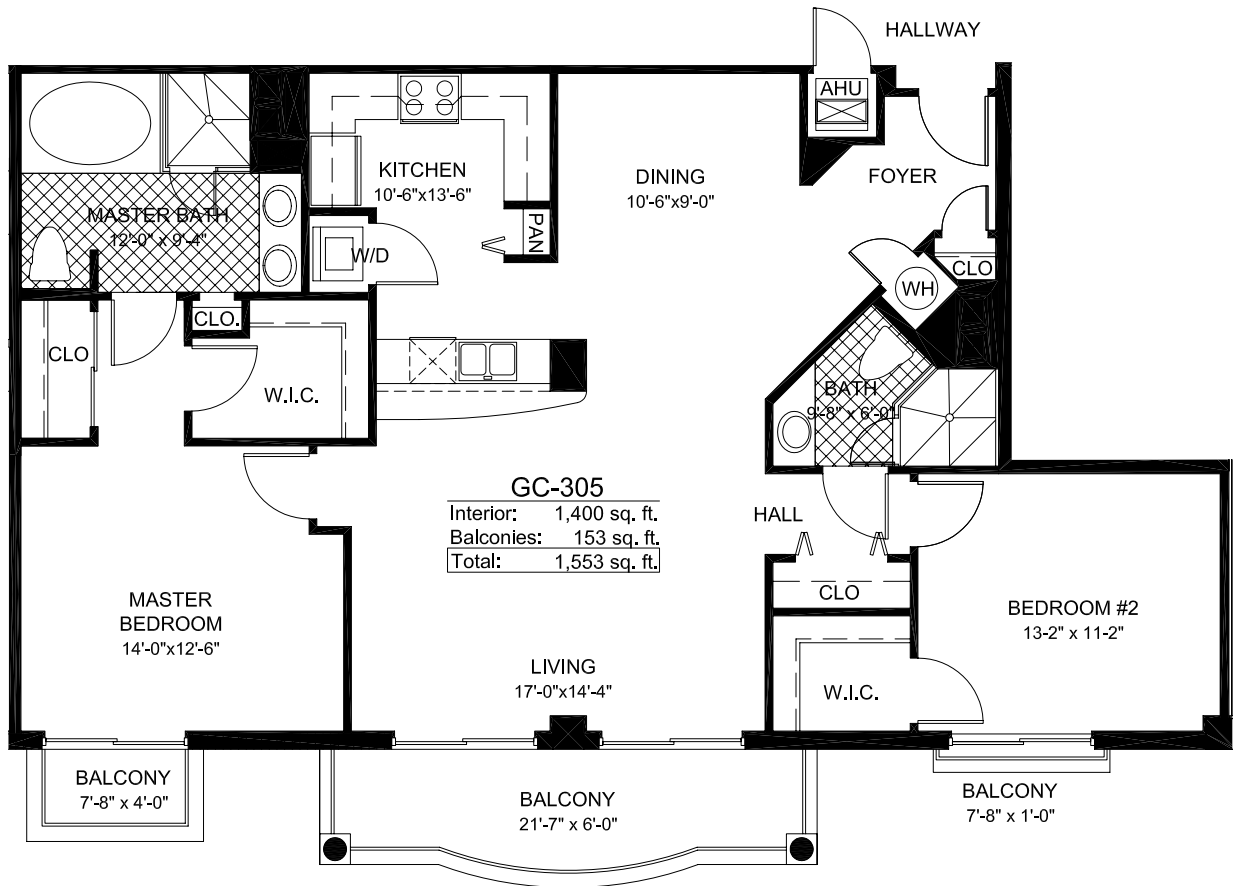 HALLWAY
AHU
KITCHEN
10'-6"x13'-6"
DINING
10'-6"x9'-0"
FOYER
MASTER BATH
12'-0" x 9'-4"
PAN
W/D
CLO
WH
CLO.
CLO
W.I.C.
BATH
9'-8" x 6'-0"
GC-305
Interior: 1,400 sq. ft.
Balconies: 153 sq. ft.
Total: 1,553 sq. ft.
HALL
CLO
MASTER
BEDROOM
14'-0"x12'-6"
BEDROOM #2
13-2" x 11-2"
LIVING
17'-0"x14'-4"
W.I.C.
BALCONY
7'-8" x 4'-0"
BALCONY
21'-7" x 6'-0"
BALCONY
7'-8" x 1'-0"